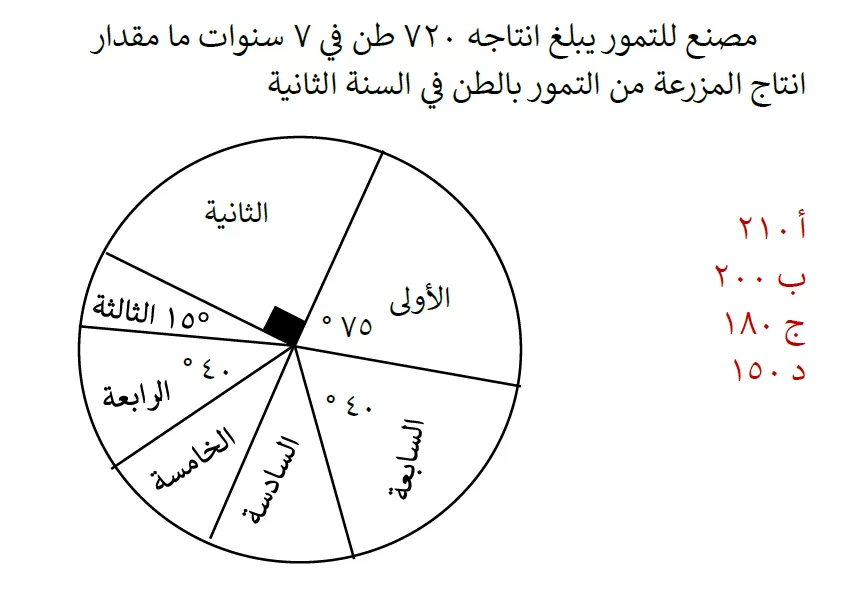 مصنع للتمور يبلغ انتاجه ٧٢٠ طن في ٧ سنوات ما مقدار
انتاج المزرعة من التمور بالطن في السنة الثانية
أ ٢١٠
ب ٢٠٠
ج ١٨٠
د ١٥٠
الثانية
الأولى
٧٥ °
١٥° الثالثة
٤٠ °
الرابعة
٤٠ °
السابعة
الخامسة
السادسة